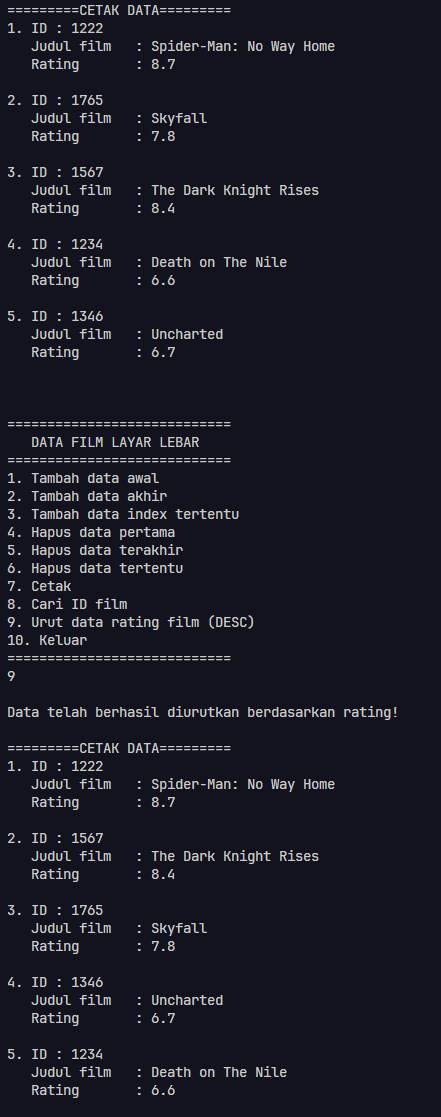 =========CETAK DATA=========
1. ID : 1222
   Judul film   : Spider-Man: No Way Home
   Rating       : 8.7
2. ID : 1765
   Judul film   : Skyfall
   Rating       : 7.8
3. ID : 1567
   Judul film   : The Dark Knight Rises
   Rating       : 8.4
4. ID : 1234
   Judul film   : Death on The Nile
   Rating       : 6.6
5. ID : 1346
   Judul film   : Uncharted
   Rating       : 6.7
============================
   DATA FILM LAYAR LEBAR
============================
1. Tambah data awal
2. Tambah data akhir
3. Tambah data index tertentu
4. Hapus data pertama
5. Hapus data terakhir
6. Hapus data tertentu
7. Cetak
8. Cari ID film
9. Urut data rating film (DESC)
10. Keluar
============================
9
Data telah berhasil diurutkan berdasarkan rating!
=========CETAK DATA=========
1. ID : 1222
   Judul film   : Spider-Man: No Way Home
   Rating       : 8.7
2. ID : 1567
   Judul film   : The Dark Knight Rises
   Rating       : 8.4
3. ID : 1765
   Judul film   : Skyfall
   Rating       : 7.8
4. ID : 1346
   Judul film   : Uncharted
   Rating       : 6.7
5. ID : 1234
   Judul film   : Death on The Nile
   Rating       : 6.6